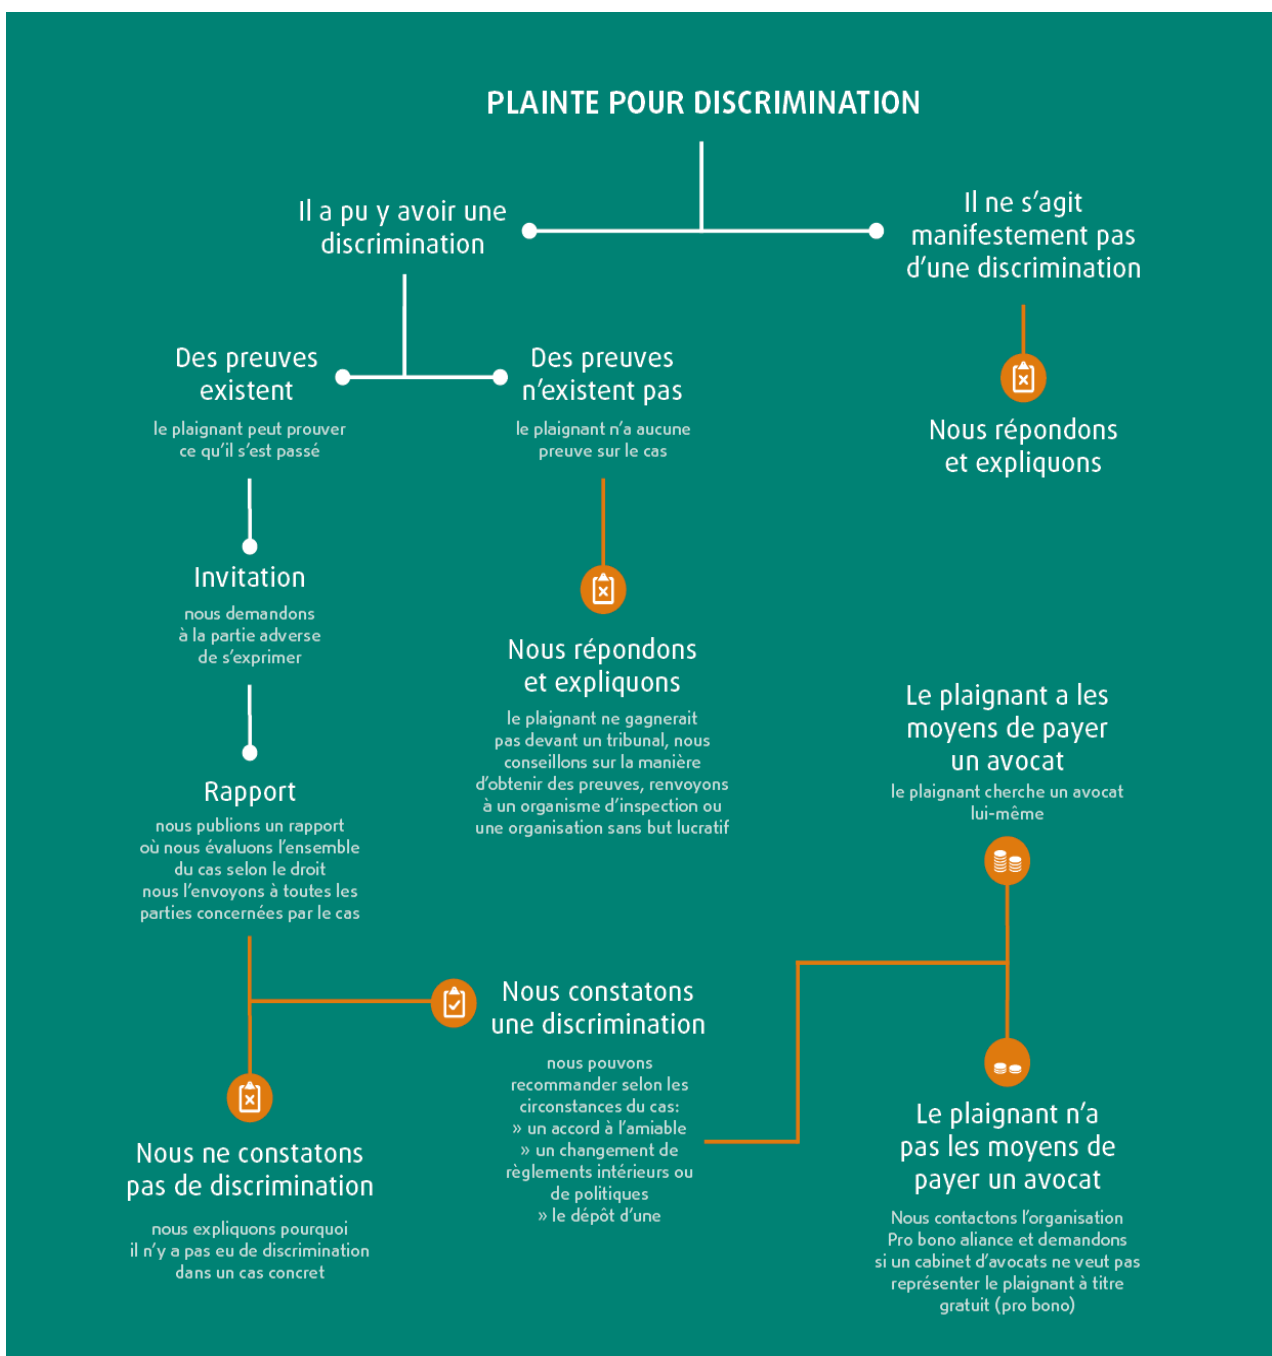 PLAINTE POUR DISCRIMINATION
Il a pu y avoir une
discrimination
Il ne s’agit
manifestement pas
d’une discrimination
Des preuves
existent
le plaignant peut prouver
ce qu’il s’est passé
Des preuves
n’existent pas
le plaignant n’a aucune
preuve sur le cas
Nous répondons
et expliquons
Invitation
nous demandons
à la partie adverse
de s’exprimer
Nous répondons
et expliquons
le plaignant ne gagnerait
pas devant un tribunal, nous
conseillons sur la manière
d’obtenir des preuves, renvoyons
à un organisme d’inspection ou
une organisation sans but lucratif
Rapport
nous publions un rapport
où nous évaluons l’ensemble
du cas selon le droit
nous l’envoyons à toutes les
parties concernées par le cas
Le plaignant a les
moyens de payer
un avocat
le plaignant cherche un avocat
lui-même
Nous constatons
une discrimination
nous pouvons
recommander selon les
circonstances du cas:
» un accord à l’amiable
» un changement de
règlements intérieurs ou
de politiques
» le dépôt d’une
Nous ne constatons
pas de discrimination
nous expliquons pourquoi
il n’y a pas eu de discrimination
dans un cas concret
Le plaignant n’a
pas les moyens de
payer un avocat
Nous contactons l’organisation
Pro bono aliance et demandons
si un cabinet d’avocats ne veut pas
représenter le plaignant à titre
gratuit (pro bono)